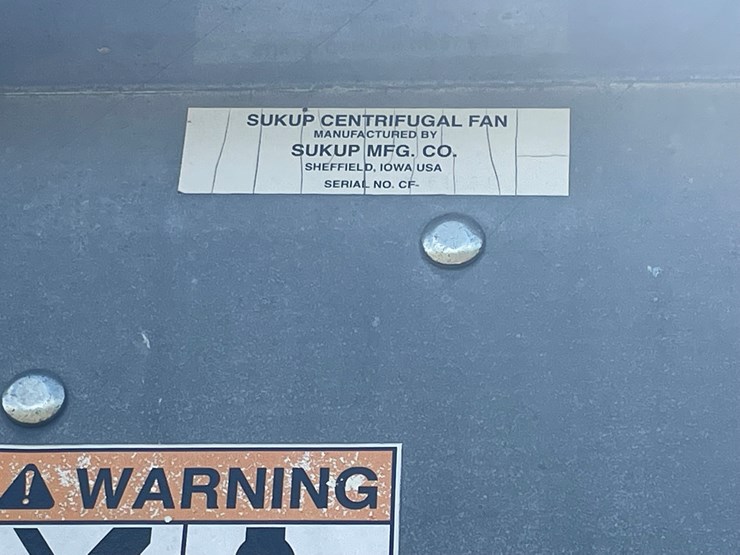 SUKUP CENTRIFUGAL FAN
MANUFACTURED BY
SUKUP MFG. CO.
SHEFFIELD, IOWA USA
SERIAL NO. CF-
WARNING